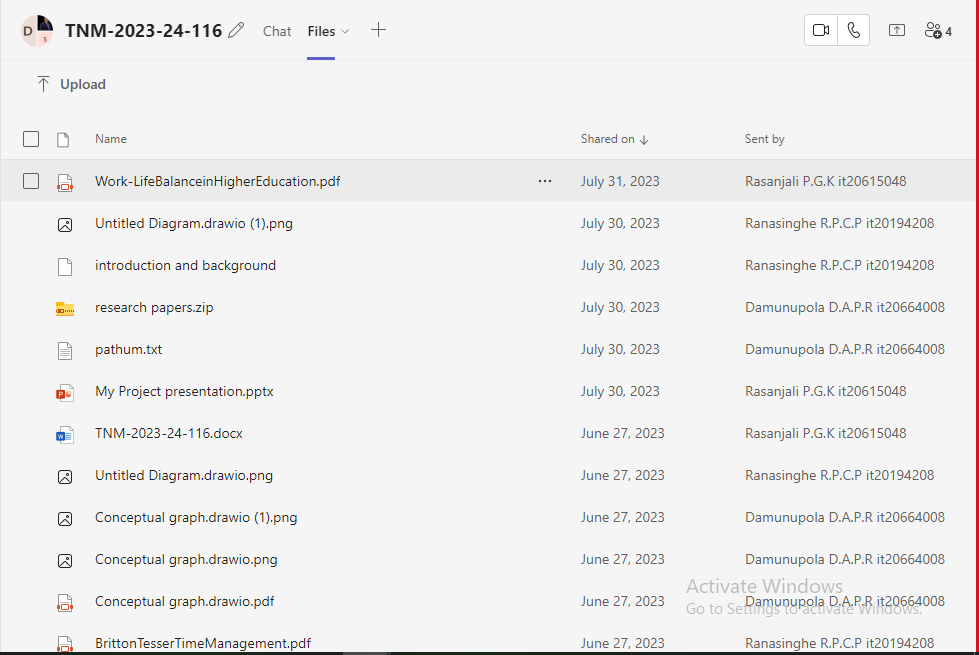 D
S
TNM-2023-24-116 Chat Files 4
Upload
Name Shared on Sent by
Work-LifeBalanceinHigherEducation.pdf ... July 31, 2023 Rasanjali P.G.K it20615048
Untitled Diagram.drawio (1).png July 30, 2023 Ranasinghe R.P.C.P it20194208
introduction and background July 30, 2023 Ranasinghe R.P.C.P it20194208
research papers.zip July 30, 2023 Damunupola D.A.P.R it20664008
pathum.txt July 30, 2023 Damunupola D.A.P.R it20664008
My Project presentation.pptx July 30, 2023 Rasanjali P.G.K it20615048
TNM-2023-24-116.docx June 27, 2023 Rasanjali P.G.K it20615048
Untitled Diagram.drawio.png June 27, 2023 Ranasinghe R.P.C.P it20194208
Conceptual graph.drawio (1).png June 27, 2023 Damunupola D.A.P.R it20664008
Conceptual graph.drawio.png June 27, 2023 Damunupola D.A.P.R it20664008
Activate Windows
Conceptual graph.drawio.pdf June 27, 2023 Damunupola D.A.P.R it20664008
Go to Settings to activate Windows.
BrittonTesserTimeManagement.pdf June 27, 2023 Ranasinghe R.P.C.P it20194208